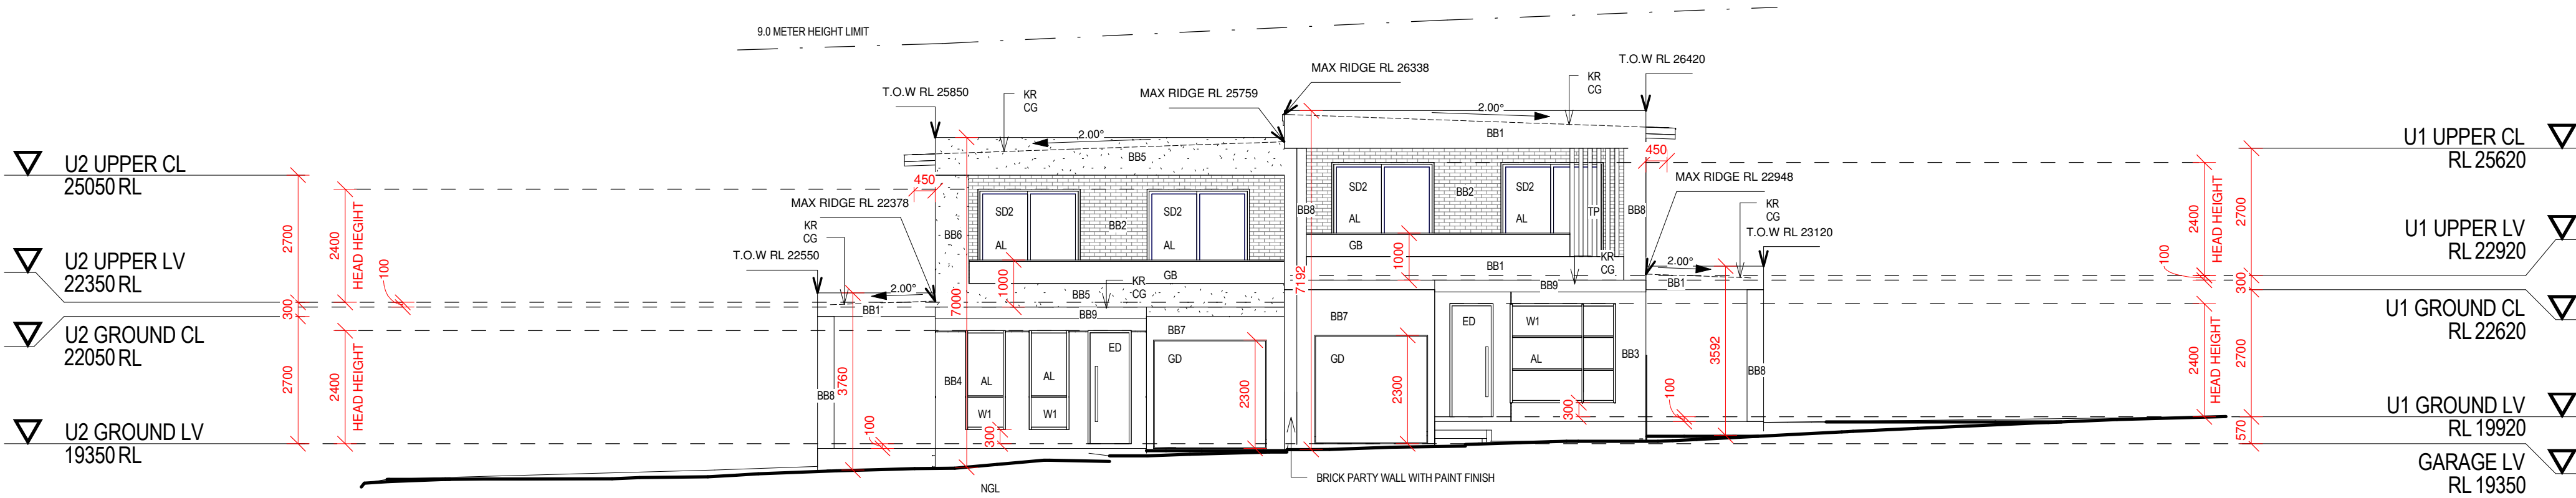 9.0 METER HEIGHT LIMIT
MAX RIDGE RL 26338
T.O.W RL 26420
KR
CG
T.O.W RL 25850
KR
CG
MAX RIDGE RL 25759
2.00°
2.00°
BB1
BB5
U2 UPPER CL
25050 RL
U1 UPPER CL
RL 25620
450
450
MAX RIDGE RL 22378
MAX RIDGE RL 22948
KR
CG
KR
CG
T.O.W RL 22550
T.O.W RL 23120
SD2
AL
BB2
SD2
AL
BB6
BB8
SD2
AL
BB2
SD2
AL
TP
BB8
GB
GB
1000
1000
BB1
KR
CG
2700
2400
HEAD HEGIHT
100
2400
HEAD HEIGHT
2700
100
U2 UPPER LV
22350 RL
U1 UPPER LV
RL 22920
300
300
2.00°
2.00°
BB1
BB5
KR
CG
BB9
BB9
BB1
7000
7192
U2 GROUND CL
22050 RL
U1 GROUND CL
RL 22620
BB7
BB7
ED
GD
GD
ED
W1
AL
BB3
BB8
3592
BB8
3760
BB4
AL
W1
AL
W1
2300
2300
300
300
100
100
2700
2400
HEAD HEIGHT
2400
HEAD HEIGHT
2700
U2 GROUND LV
19350 RL
U1 GROUND LV
RL 19920
570
GARAGE LV
RL 19350
BRICK PARTY WALL WITH PAINT FINISH
NGL